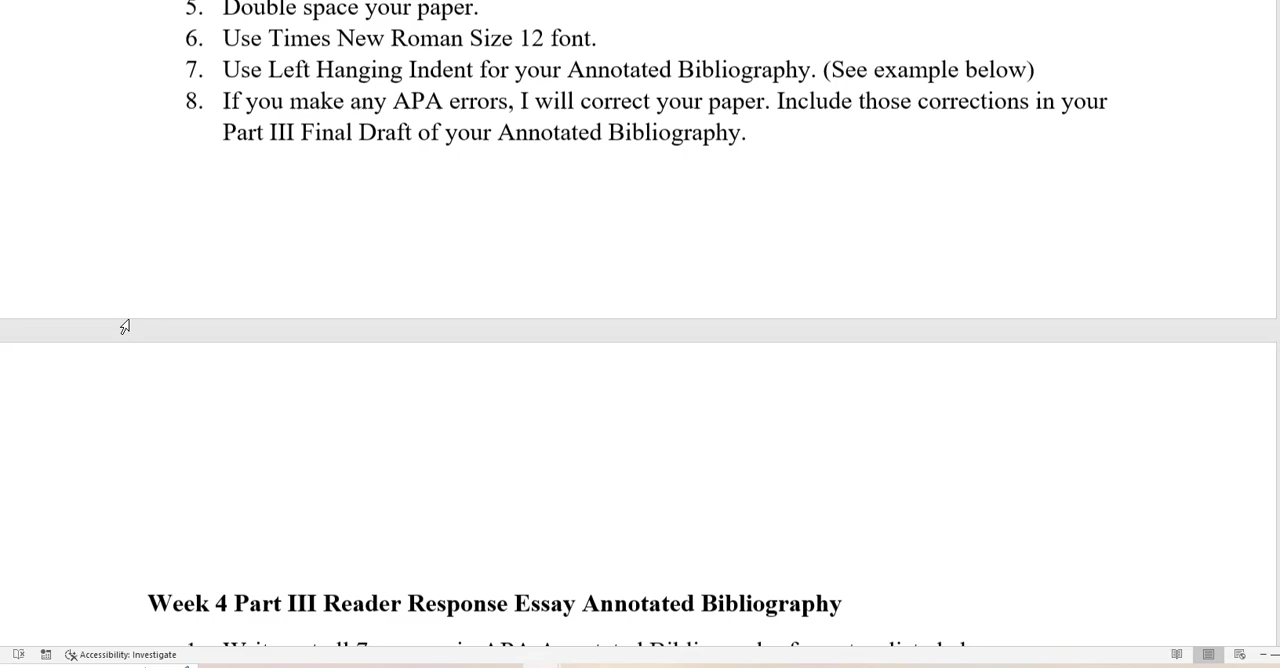 5. Double space your paper.
6. Use Times New Roman Size 12 font.
7. Use Left Hanging Indent for your Annotated Bibliography. (See example below)
8. If you make any APA errors, I will correct your paper. Include those corrections in your
Part III Final Draft of your Annotated Bibliography.
Week 4 Part III Reader Response Essay Annotated Bibliography
Accessibility: Investigate